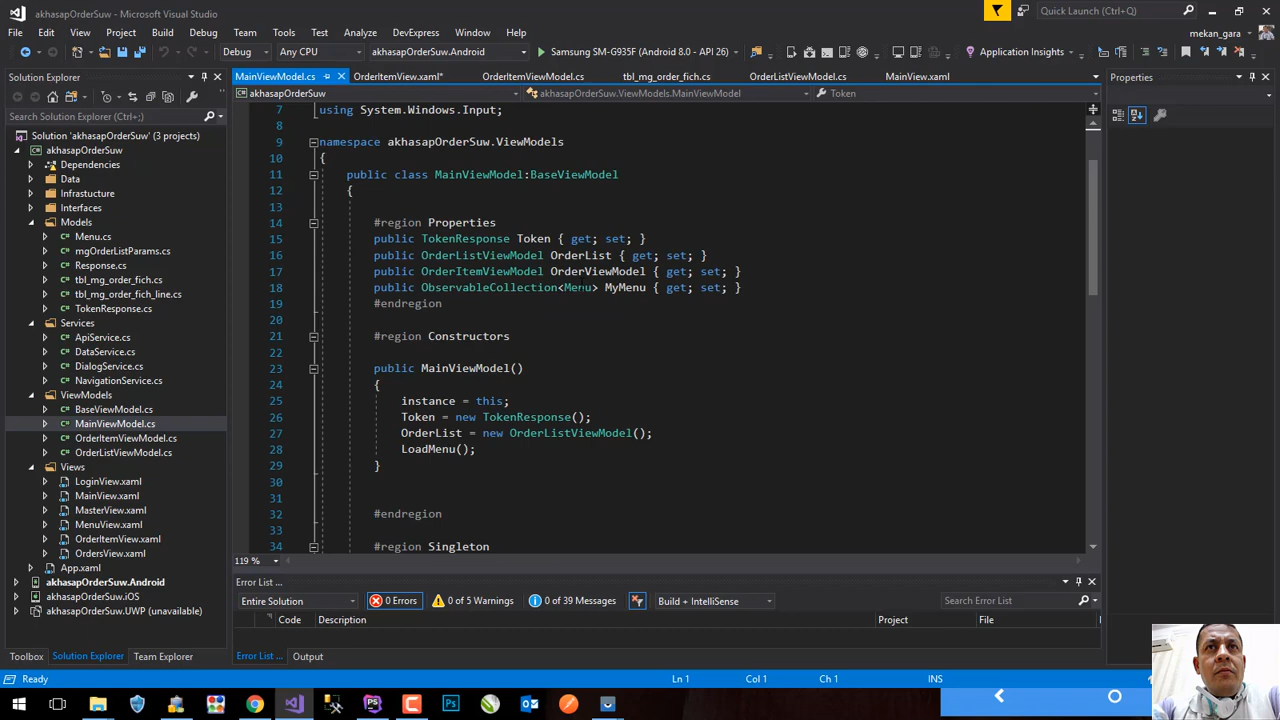 akhasapOrderSuw - Microsoft Visual Studio
Quick Launch (Ctrl+Q)
File Edit View Project Build Debug Team Tools Test Analyze DevExpress Window Help
mekan_gara
Debug Any CPU akhasapOrderSuw.Android Samsung SM-G935F (Android 8.0 - API 26) Application Insights
Solution Explorer
MainViewModel.cs OrderItemView.xaml* OrderItemViewModel.cs tbl_mg_order_fich.cs OrderListViewModel.cs MainView.xaml
Properties
akhasapOrderSuw akhasapOrderSuw.ViewModels.MainViewModel Token
Search Solution Explorer (Ctrl+;)
Solution 'akhasapOrderSuw' (3 projects)
akhasapOrderSuw
Dependencies
Data
Infrastucture
Interfaces
Models
Menu.cs
mgOrderListParams.cs
Response.cs
tbl_mg_order_fich.cs
tbl_mg_order_fich_line.cs
TokenResponse.cs
Services
ApiService.cs
DataService.cs
DialogService.cs
NavigationService.cs
ViewModels
BaseViewModel.cs
MainViewModel.cs
OrderItemViewModel.cs
OrderListViewModel.cs
Views
LoginView.xaml
MainView.xaml
MasterView.xaml
MenuView.xaml
OrderItemView.xaml
OrdersView.xaml
App.xaml
akhasapOrderSuw.Android
akhasapOrderSuw.iOS
akhasapOrderSuw.UWP (unavailable)
Toolbox Solution Explorer Team Explorer
7 using System.Windows.Input;
8
9 namespace akhasapOrderSuw.ViewModels
10 {
11 public class MainViewModel:BaseViewModel
12 {
13
14 #region Properties
15 public TokenResponse Token { get; set; }
16 public OrderListViewModel OrderList { get; set; }
17 public OrderItemViewModel OrderViewModel { get; set; }
18 public ObservableCollection<Menu> MyMenu { get; set; }
19 #endregion
20
21 #region Constructors
22
23 public MainViewModel()
24 {
25 instance = this;
26 Token = new TokenResponse();
27 OrderList = new OrderListViewModel();
28 LoadMenu();
29 }
30
31
32 #endregion
33
34 #region Singleton
119 %
Error List
Entire Solution 0 Errors 0 of 5 Warnings 0 of 39 Messages Build + IntelliSense Search Error List
Code Description Project File
Error List ... Output
Ready Ln 1 Col 1 Ch 1 INS